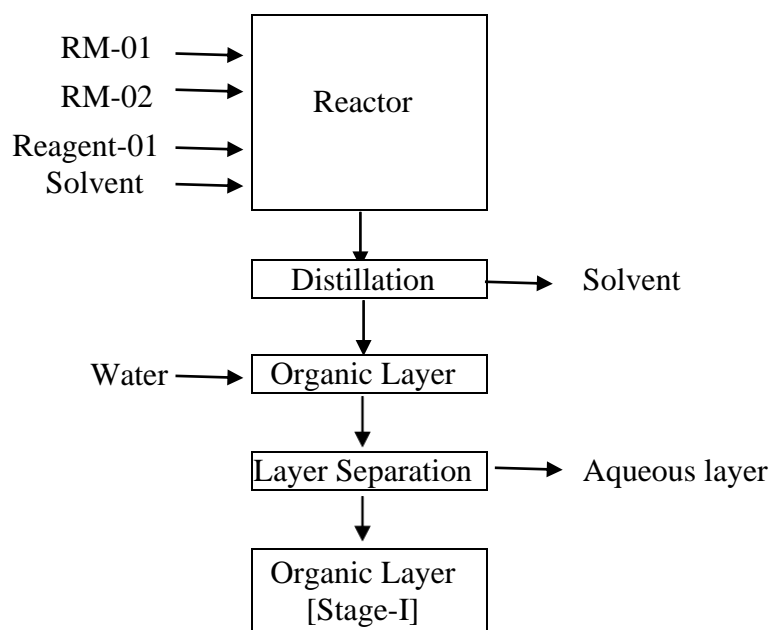 RM-01
RM-02
Reactor
Reagent-01
Solvent
Distillation
Solvent
Water
Organic Layer
Layer Separation
Aqueous layer
Organic Layer
[Stage-I]